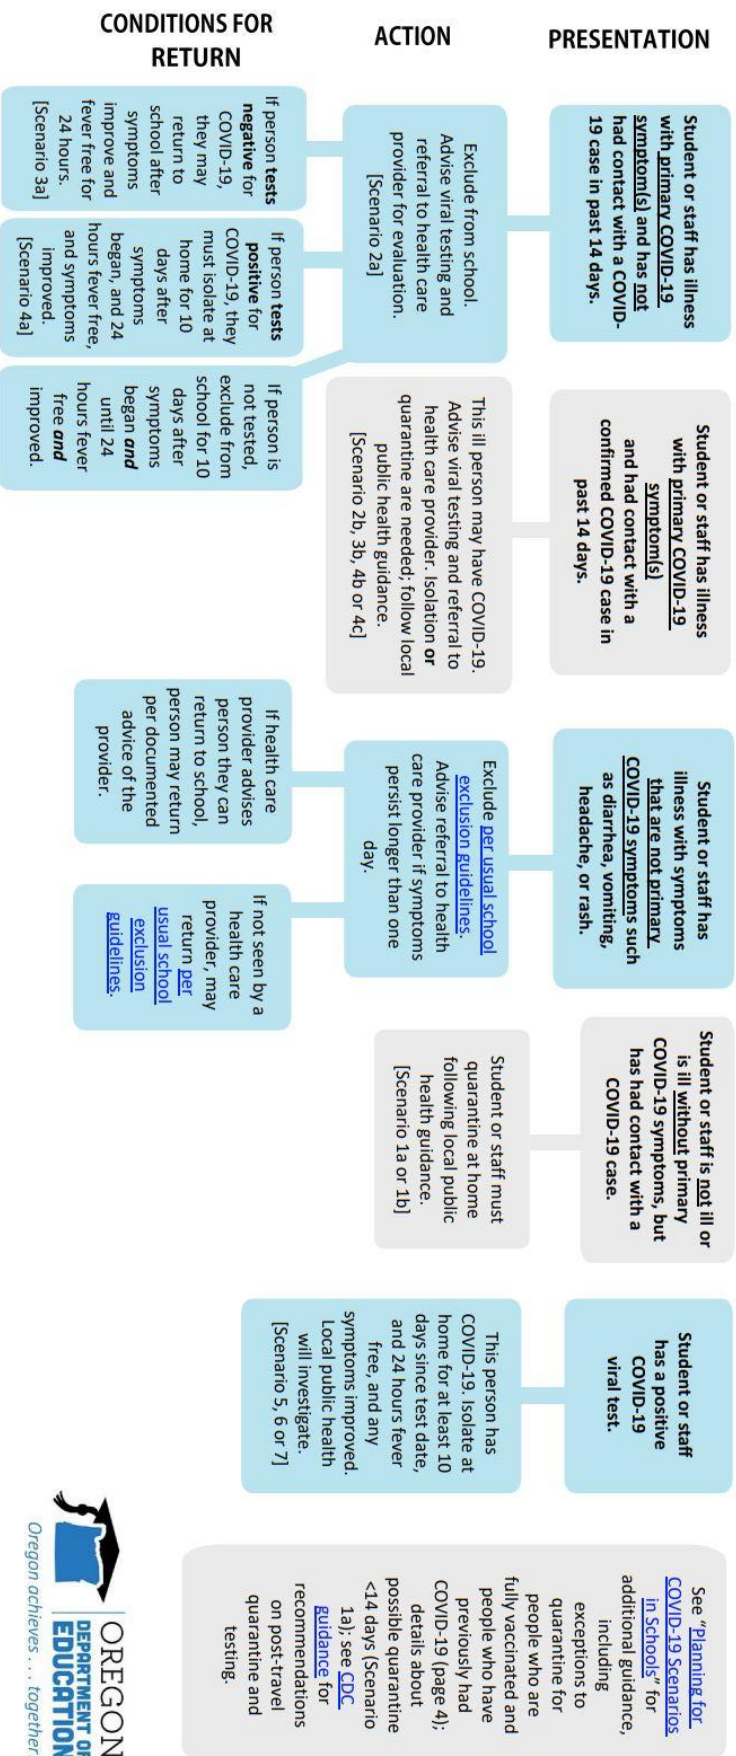 PRESENTATION
Student or staff has illness
with primary COVID-19
symptom(s) and has not
had contact with a COVID-
19 case in past 14 days.
Student or staff has illness
with primary COVID-19
symptom(s)
and had contact with a
confirmed COVID-19 case in
past 14 days.
Student or staff has
illness with symptoms
that are not primary
COVID-19 symptoms such
as diarrhea, vomiting,
headache, or rash.
Student or staff is not ill or
is ill without primary
COVID-19 symptoms, but
has had contact with a
COVID-19 case.
Student or staff
has a positive
COVID-19
viral test.
ACTION
Exclude from school.
Advise viral testing and
referral to health care
provider for evaluation.
[Scenario 2a]
This ill person may have COVID-19.
Advise viral testing and referral to
health care provider. Isolation or
quarantine are needed; follow local
public health guidance.
[Scenario 2b, 3b, 4b or 4c]
Exclude per usual school
exclusion guidelines.
Advise referral to health
care provider if symptoms
persist longer than one
day.
Student or staff must
quarantine at home
following local public
health guidance.
[Scenario 1a or 1b]
This person has
COVID-19. Isolate at
home for at least 10
days since test date,
and 24 hours fever
free, and any
symptoms improved.
Local public health
will investigate.
[Scenario 5, 6 or 7]
CONDITIONS FOR
RETURN
If person tests
negative for
COVID-19,
they may
return to
school after
symptoms
improve and
fever free for
24 hours.
[Scenario 3a]
If person tests
positive for
COVID-19, they
must isolate at
home for 10
days after
symptoms
began, and 24
hours fever free,
and symptoms
improved.
[Scenario 4a]
If person is
not tested,
exclude from
school for 10
days after
symptoms
began and
until 24
hours fever
free and
improved.
If health care
provider advises
person they can
return to school,
person may return
per documented
advice of the
provider.
If not seen by a
health care
provider, may
return per
usual school
exclusion
guidelines.
See "Planning for
COVID-19 Scenarios
in Schools" for
additional guidance,
including
exceptions to
quarantine for
people who are
fully vaccinated and
people who have
previously had
COVID-19 (page 4);
details about
possible quarantine
<14 days (Scenario
1a); see CDC
guidance for
recommendations
on post-travel
quarantine and
testing.
OREGON
DEPARTMENT OF
EDUCATION
Oregon achieves . . . together!